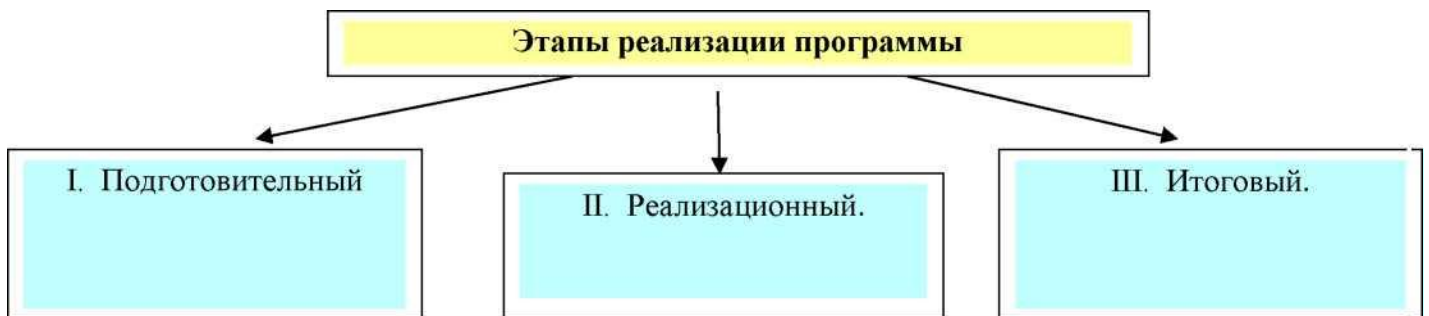 Этапы реализации программы
I. Подготовительный
II. Реализационный.
III. Итоговый.